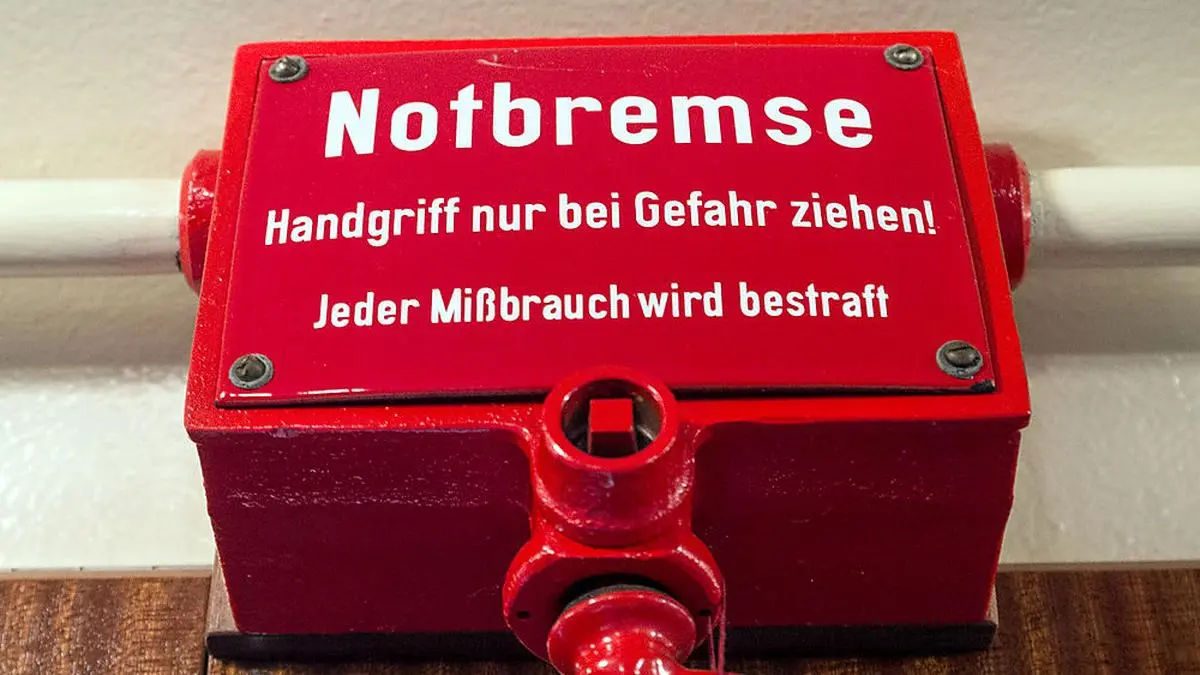 Notbremse
Handgriff nur bei Gefahr ziehen!
Jeder Mißbrauch wird bestraft